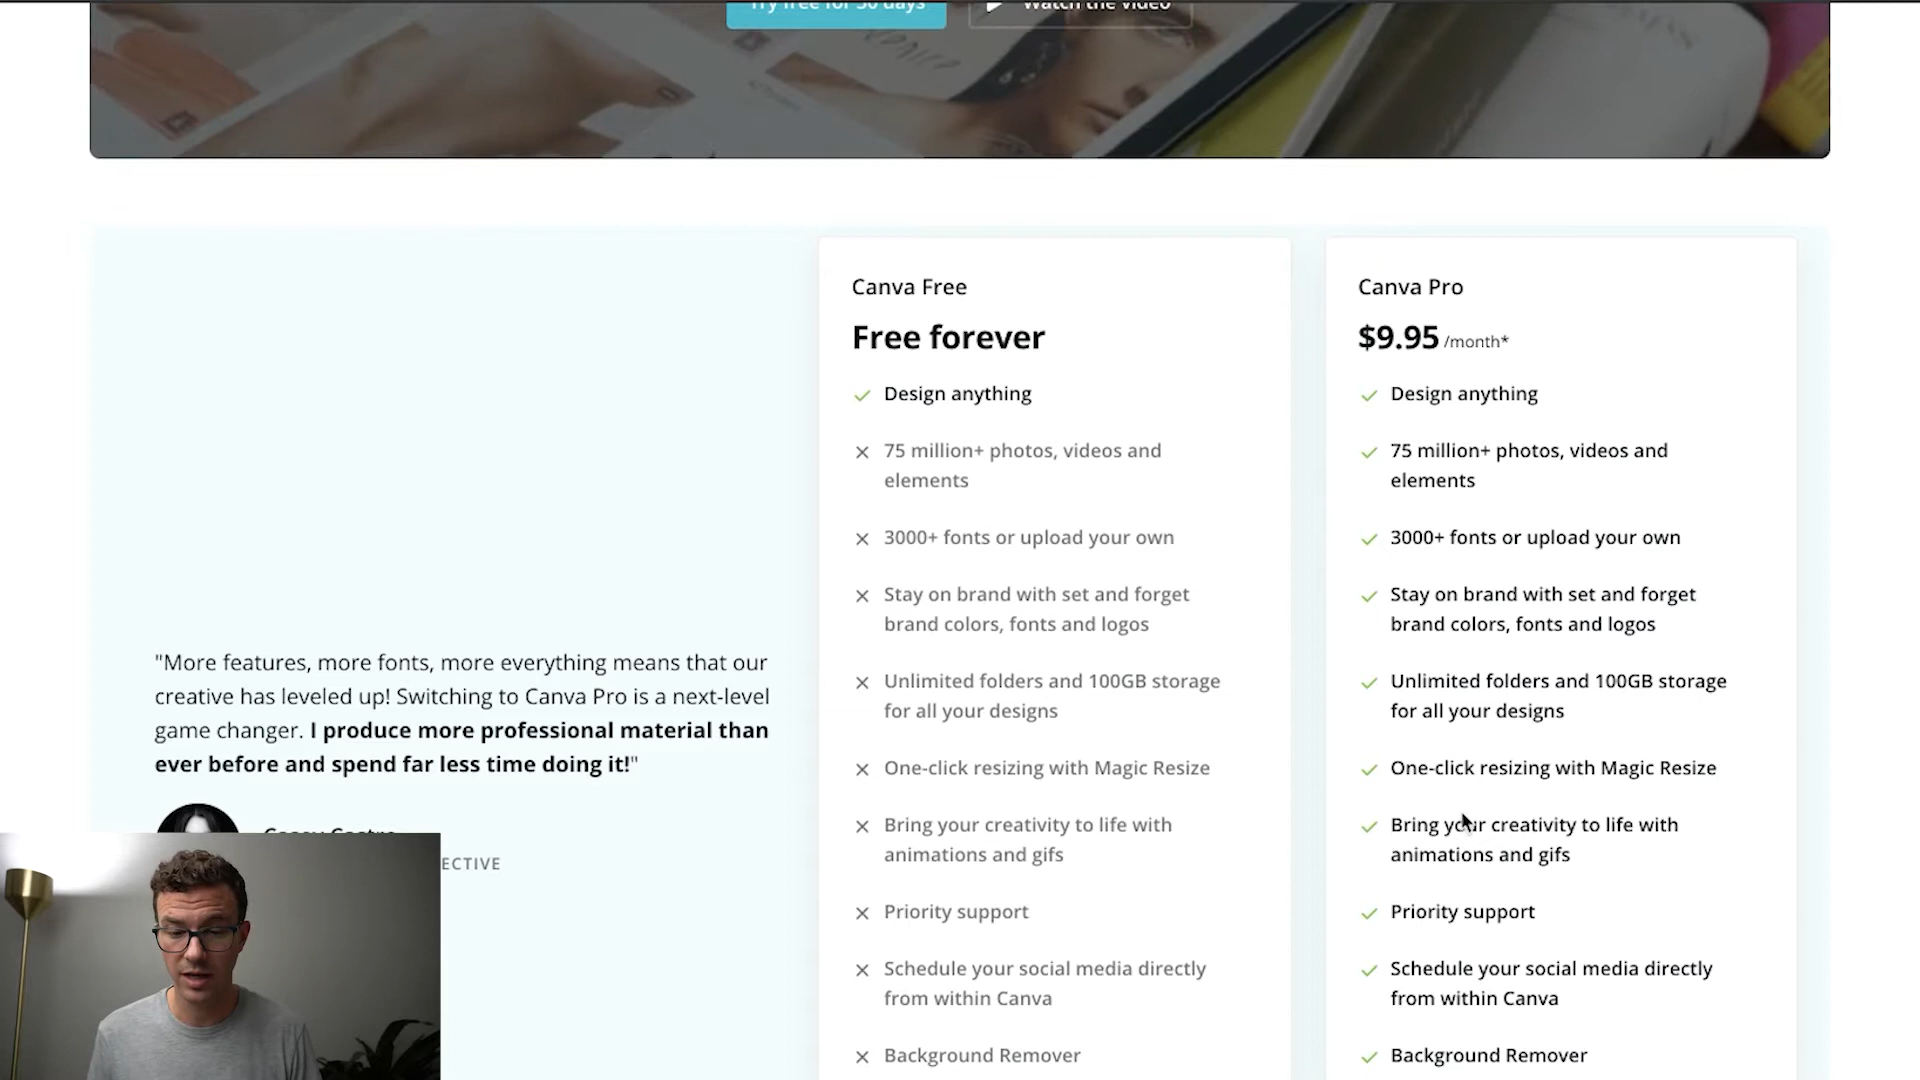 Try free for 30 days
Watch the video
Canva Free
Free forever
Design anything
75 million+ photos, videos and
elements
3000+ fonts or upload your own
Stay on brand with set and forget
brand colors, fonts and logos
Unlimited folders and 100GB storage
for all your designs
One-click resizing with Magic Resize
Bring your creativity to life with
animations and gifs
Priority support
Schedule your social media directly
from within Canva
Background Remover
Canva Pro
$9.95 /month*
Design anything
75 million+ photos, videos and
elements
3000+ fonts or upload your own
Stay on brand with set and forget
brand colors, fonts and logos
Unlimited folders and 100GB storage
for all your designs
One-click resizing with Magic Resize
Bring your creativity to life with
animations and gifs
Priority support
Schedule your social media directly
from within Canva
Background Remover
"More features, more fonts, more everything means that our
creative has leveled up! Switching to Canva Pro is a next-level
game changer. I produce more professional material than
ever before and spend far less time doing it!"
ECTIVE